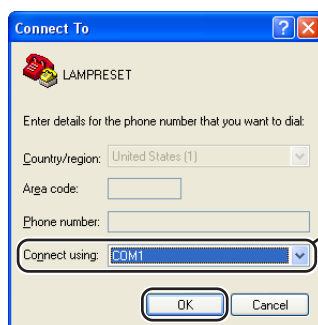 Connect To
LAMPRESET
Enter details for the phone number that you want to dial:
Country/region: United States (1)
Area code:
Phone number:
Connect using: COM1
OK Cancel